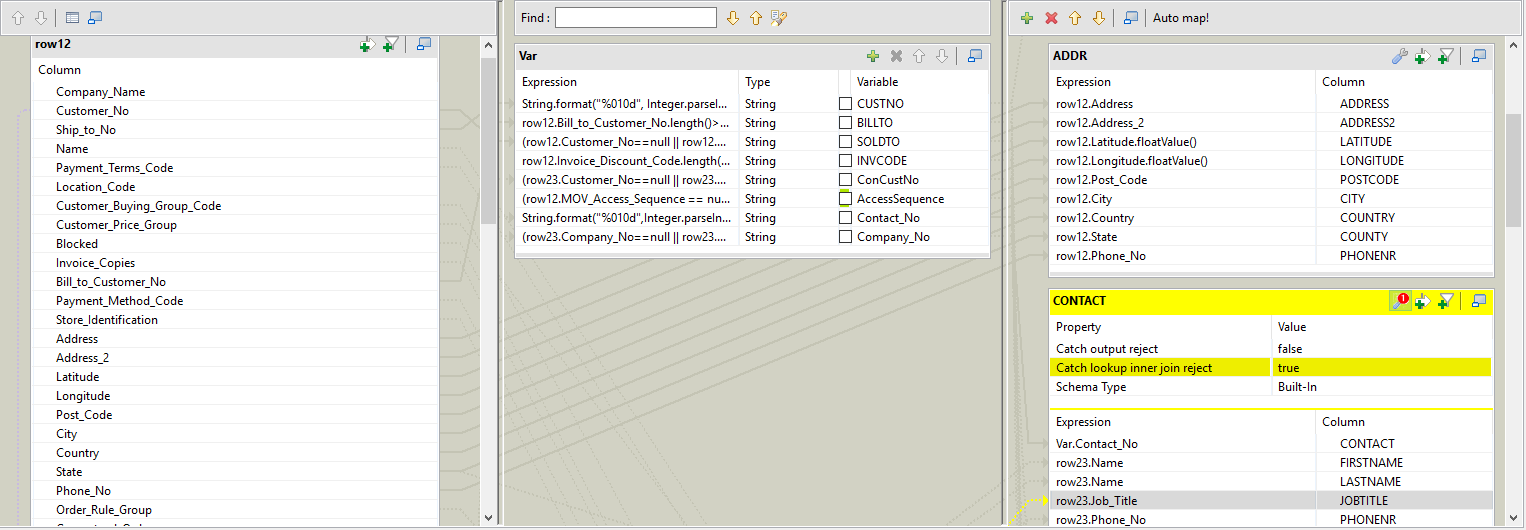 row12
Column
Company_Name
Customer_No
Ship_to_No
Name
Payment_Terms_Code
Location_Code
Customer_Buying_Group_Code
Customer_Price_Group
Blocked
Invoice_Copies
Bill_to_Customer_No
Payment_Method_Code
Store_Identification
Address
Address_2
Latitude
Longitude
Post_Code
City
Country
State
Phone_No
Order_Rule_Group
Find :
Var
Expression Type Variable
String.format("%010d", Integer.parseI... String CUSTNO
row12.Bill_to_Customer_No.length()>... String BILLTO
(row12.Customer_No==null || row12.... String SOLDTO
row12.Invoice_Discount_Code.length(... String INVCODE
(row23.Customer_No==null || row23.... String ConCustNo
(row12.MOV_Access_Sequence == nu... String AccessSequence
String.format("%010d",Integer.parseIn... String Contact_No
(row23.Company_No==null || row23.... String Company_No
Auto map!
ADDR
Expression Column
row12.Address ADDRESS
row12.Address_2 ADDRESS2
row12.Latitude.floatValue() LATITUDE
row12.Longitude.floatValue() LONGITUDE
row12.Post_Code POSTCODE
row12.City CITY
row12.Country COUNTRY
row12.State COUNTY
row12.Phone_No PHONENR
CONTACT 1
Property Value
Catch output reject false
Catch lookup inner join reject true
Schema Type Built-In
Expression Column
Var.Contact_No CONTACT
row23.Name FIRSTNAME
row23.Name LASTNAME
row23.Job_Title JOBTITLE
row23.Phone_No PHONENR